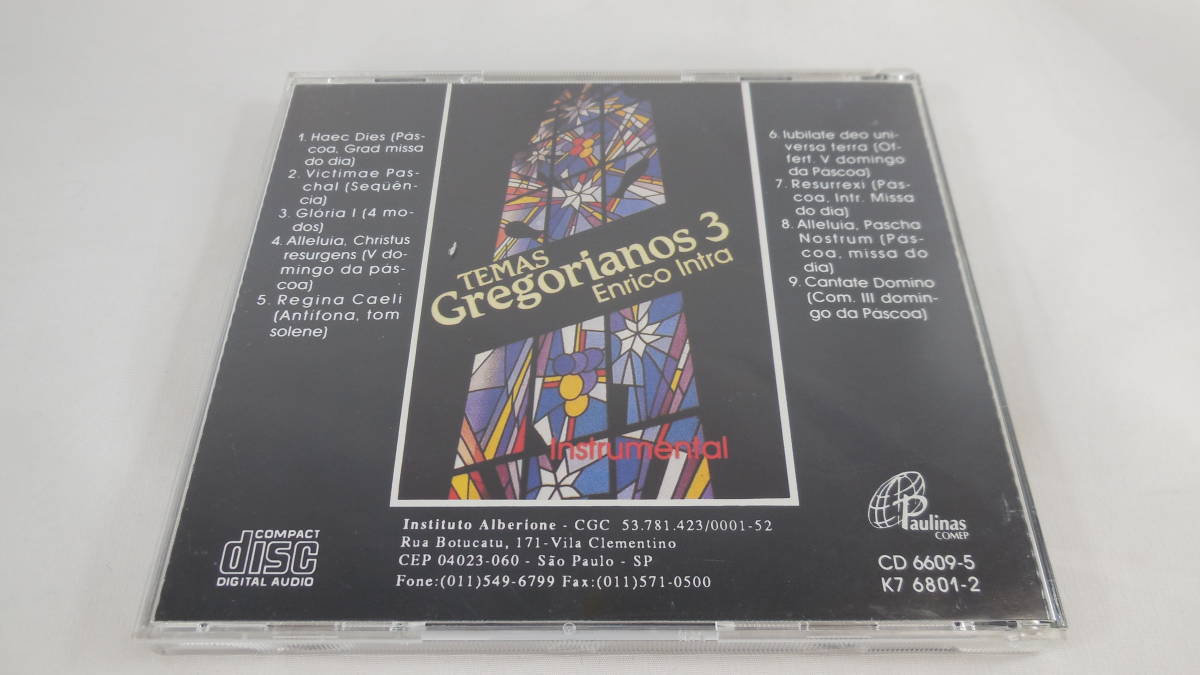 1. Haec Dies (Pás-
coa, Grad missa
do dia)
2. Victimae Pas-
chal (Seqüên-
cia)
3. Glória I (4 mo-
dos)
4. Alleluia, Christus
resurgens (V do-
mingo da pás-
coa)
5. Regina Caeli
(Antífona, tom
solene)
TEMAS
Gregorianos 3
Enrico Intra
Instrumental
6. Iubilate deo uni-
versa terra (Of-
fert. V domingo
da Páscoa)
7. Resurrexi (Pás-
coa, Intr. Missa
do dia)
8. Alleluia, Pascha
Nostrum (Pás-
coa, missa do
dia)
9. Cantate Domino
(Com. III domin-
go da Páscoa)
COMPACT
disc
DIGITAL AUDIO
Instituto Alberione - CGC 53.781.423/0001-52
Rua Botucatu, 171-Vila Clementino
CEP 04023-060 - São Paulo - SP
Fone:(011)549-6799 Fax:(011)571-0500
Paulinas
COMEP
CD 6609-5
K7 6801-2